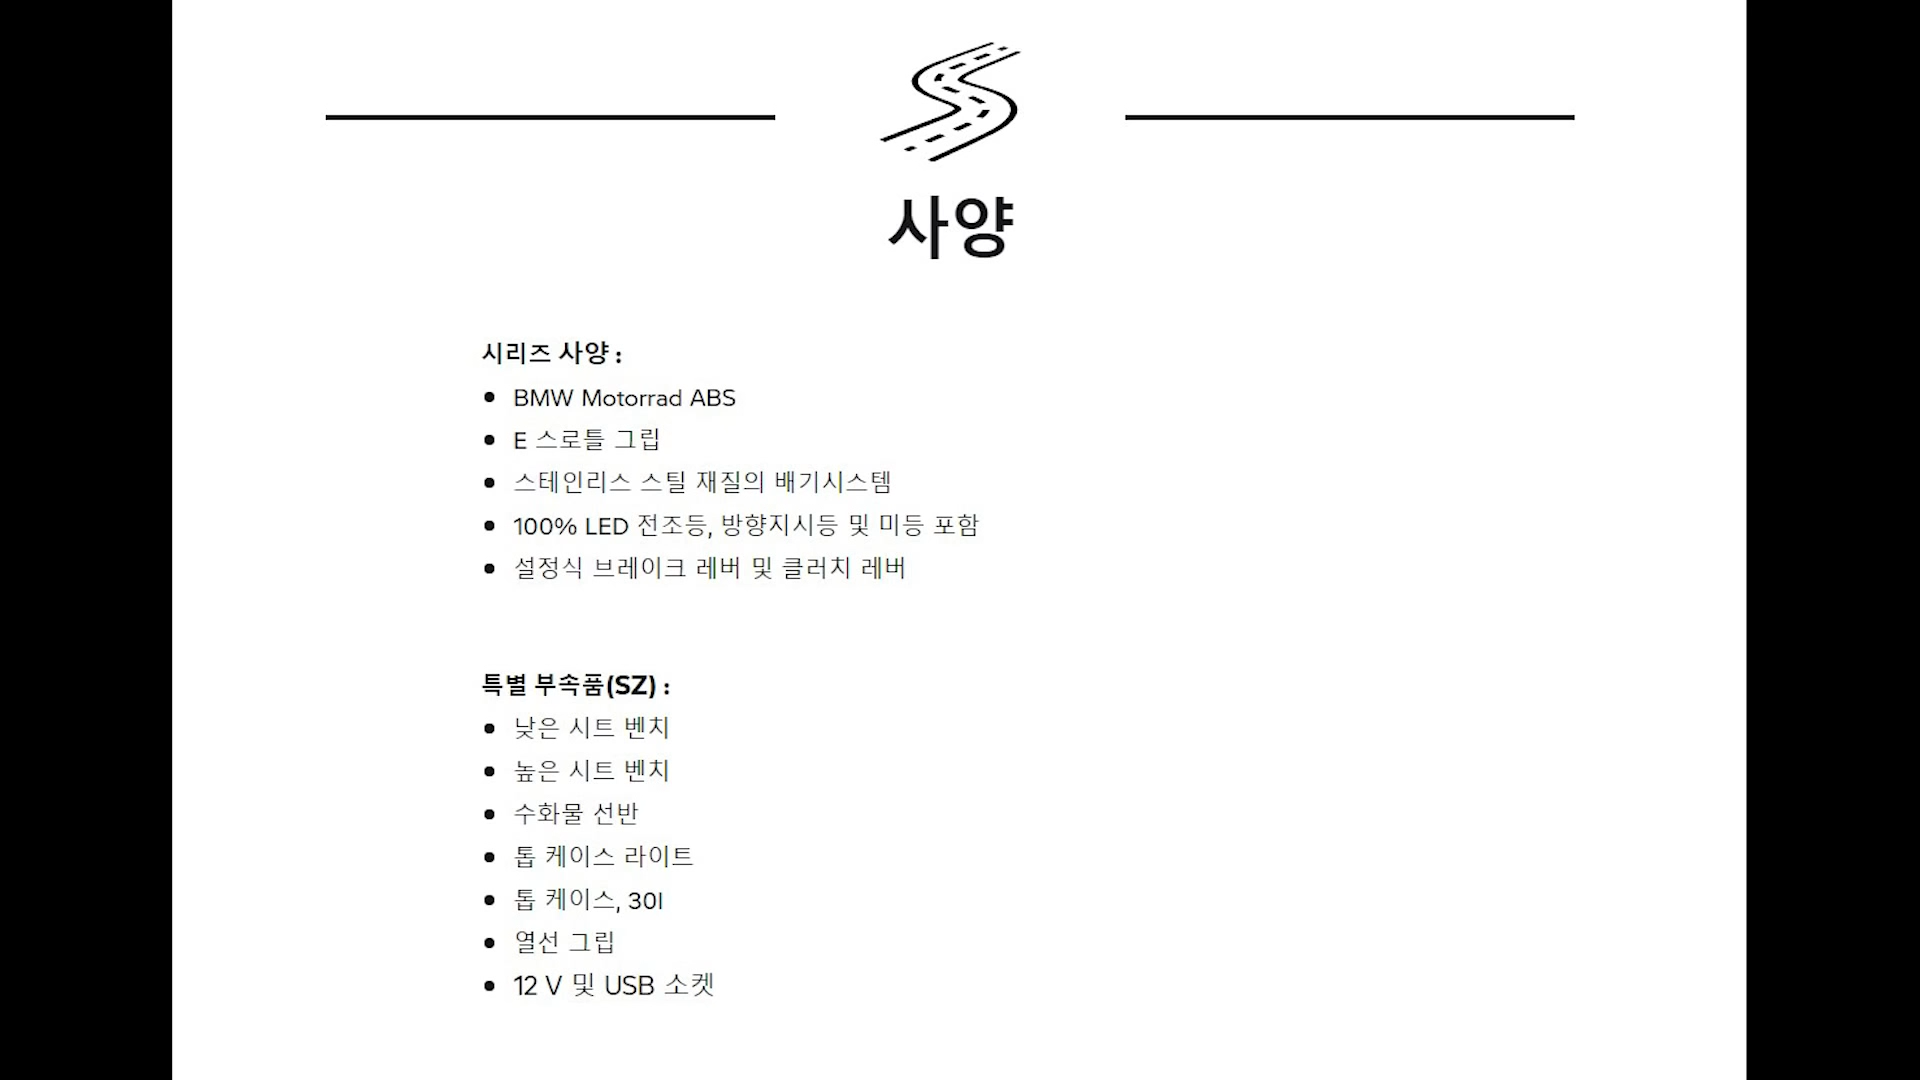 사양
시리즈 사양 :
• BMW Motorrad ABS
• E 스로틀 그립
• 스테인리스 스틸 재질의 배기시스템
• 100% LED 전조등, 방향지시등 및 미등 포함
• 설정식 브레이크 레버 및 클러치 레버
특별 부속품(SZ) :
• 낮은 시트 벤치
• 높은 시트 벤치
• 수화물 선반
• 톱 케이스 라이트
• 톱 케이스, 30l
• 열선 그립
• 12 V 및 USB 소켓